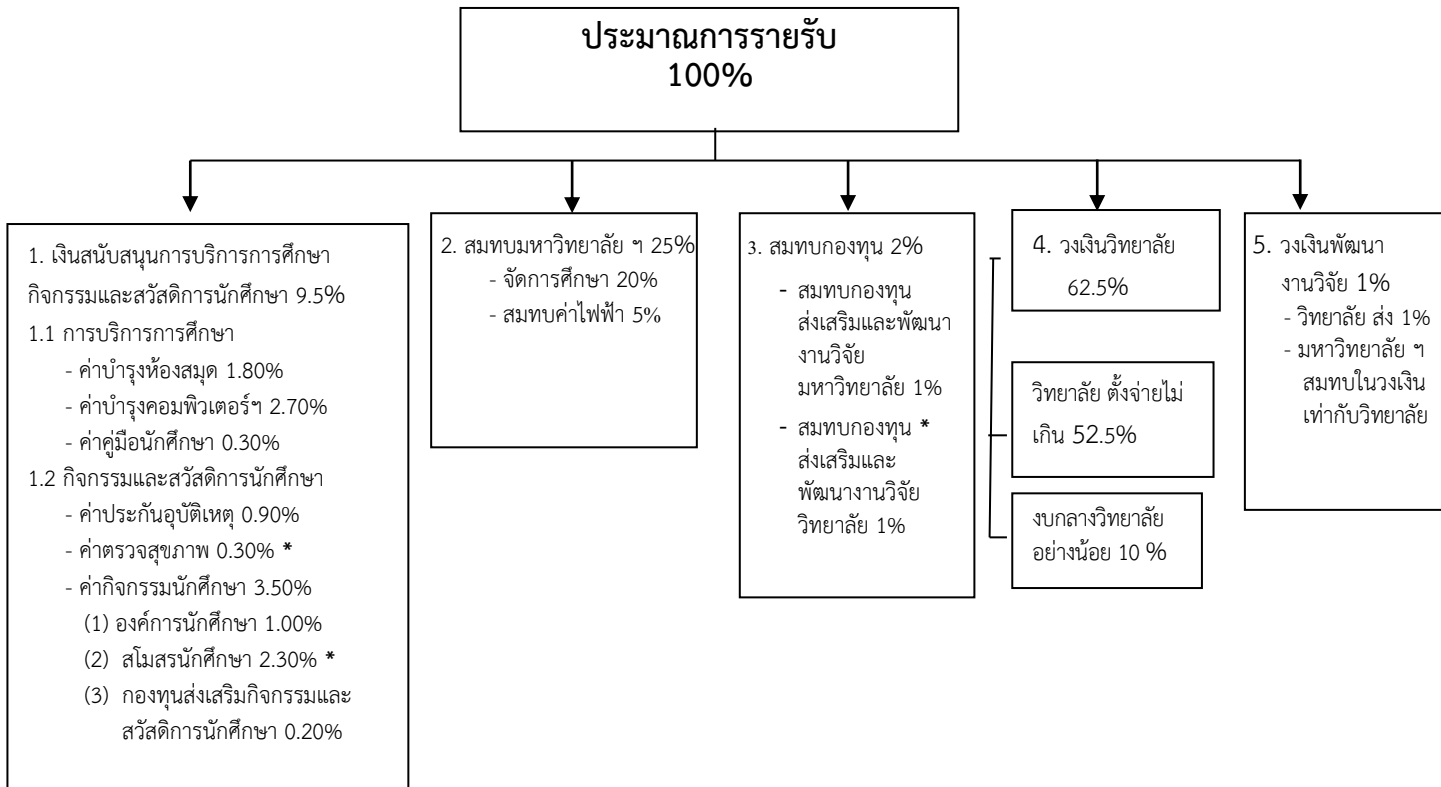 ประมาณการรายรับ
100%
1. เงินสนับสนุนการบริการการศึกษา
กิจกรรมและสวัสดิการนักศึกษา 9.5%
1.1 การบริการการศึกษา
- ค่าบำรุงห้องสมุด 1.80%
- ค่าบำรุงคอมพิวเตอร์ฯ 2.70%
- ค่าคู่มือนักศึกษา 0.30%
1.2 กิจกรรมและสวัสดิการนักศึกษา
- ค่าประกันอุบัติเหตุ 0.90%
- ค่าตรวจสุขภาพ 0.30% *
- ค่ากิจกรรมนักศึกษา 3.50%
(1) องค์การนักศึกษา 1.00%
(2) สโมสรนักศึกษา 2.30% *
(3) กองทุนส่งเสริมกิจกรรมและ
สวัสดิการนักศึกษา 0.20%
2. สมทบมหาวิทยาลัย ฯ 25%
- จัดการศึกษา 20%
- สมทบค่าไฟฟ้า 5%
3. สมทบกองทุน 2%
- สมทบกองทุน
ส่งเสริมและพัฒนา
งานวิจัย
มหาวิทยาลัย 1%
- สมทบกองทุน *
ส่งเสริมและ
พัฒนางานวิจัย
วิทยาลัย 1%
4. วงเงินวิทยาลัย
62.5%
วิทยาลัย ตั้งจ่ายไม่
เกิน 52.5%
งบกลางวิทยาลัย
อย่างน้อย 10 %
5. วงเงินพัฒนา
งานวิจัย 1%
- วิทยาลัย ส่ง 1%
- มหาวิทยาลัย ฯ
สมทบในวงเงิน
เท่ากับวิทยาลัย